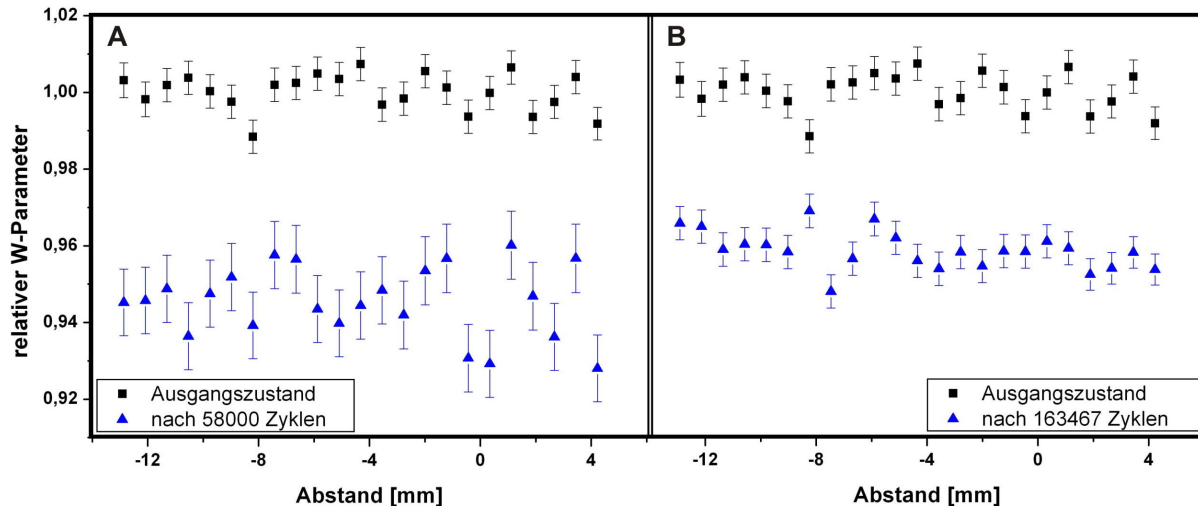 A
B
relativer W-Parameter
1,02
1,00
0,98
0,96
0,94
0,92
Ausgangszustand
nach 58000 Zyklen
Ausgangszustand
nach 163467 Zyklen
-12 -8 -4 0 4
-12 -8 -4 0 4
Abstand [mm]
Abstand [mm]